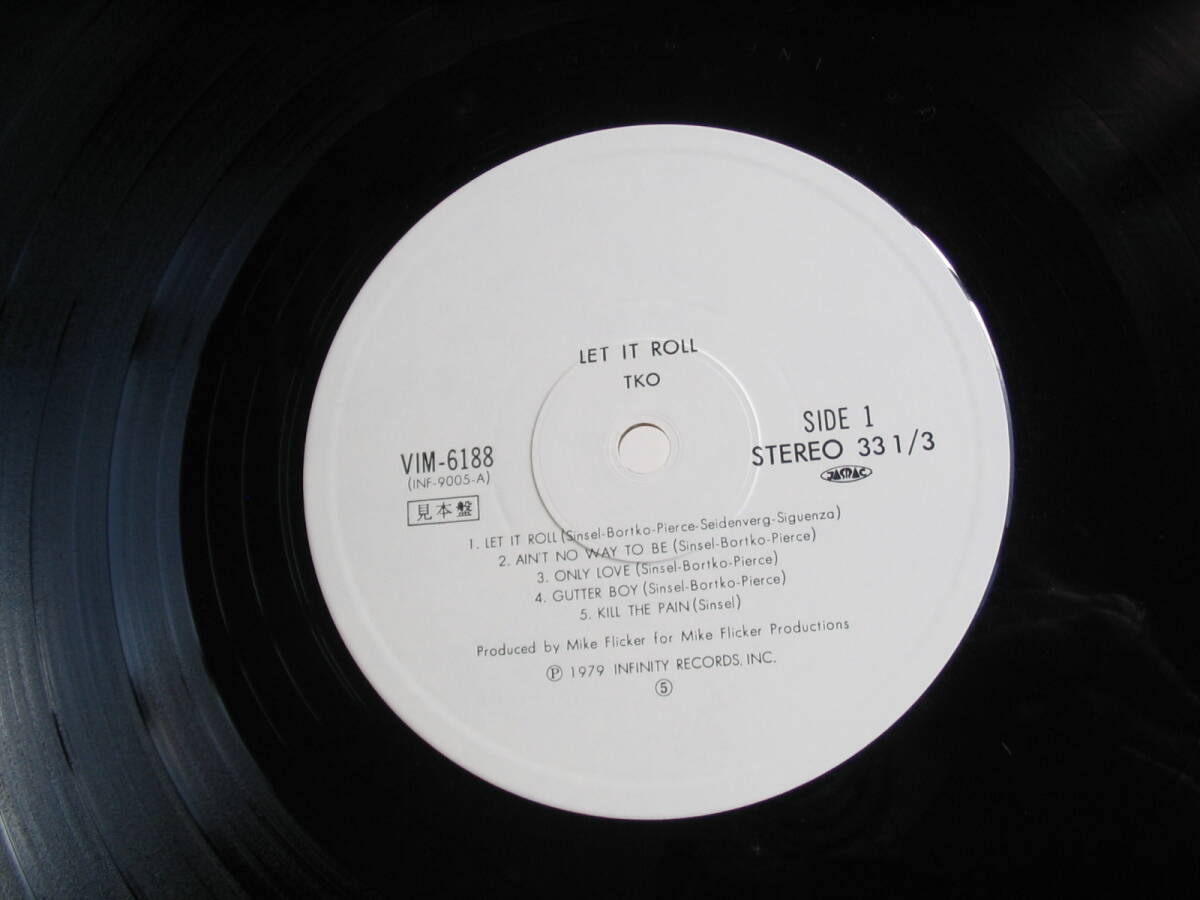 LET IT ROLL
TKO
SIDE 1
STEREO 33 1/3
JASRAC
VIM-6188
(INF-9005-A)
見本盤
1. LET IT ROLL (Sinsel-Bortko-Pierce-Seidenverg-Siguenza)
2. AIN'T NO WAY TO BE (Sinsel-Bortko-Pierce)
3. ONLY LOVE (Sinsel-Bortko-Pierce)
4. GUTTER BOY (Sinsel-Bortko-Pierce)
5. KILL THE PAIN (Sinsel)
Produced by Mike Flicker for Mike Flicker Productions
Ⓟ 1979 INFINITY RECORDS, INC.
⑤